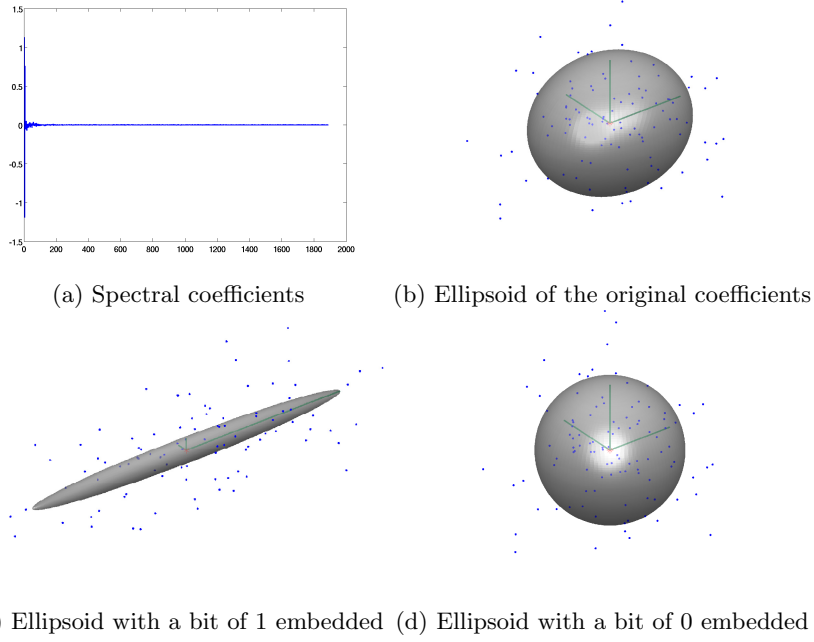 1.5
1
0.5
0
-0.5
-1
-1.5
0 200 400 600 800 1000 1200 1400 1600 1800 2000
(a) Spectral coefficients
(b) Ellipsoid of the original coefficients
) Ellipsoid with a bit of 1 embedded
(d) Ellipsoid with a bit of 0 embedded